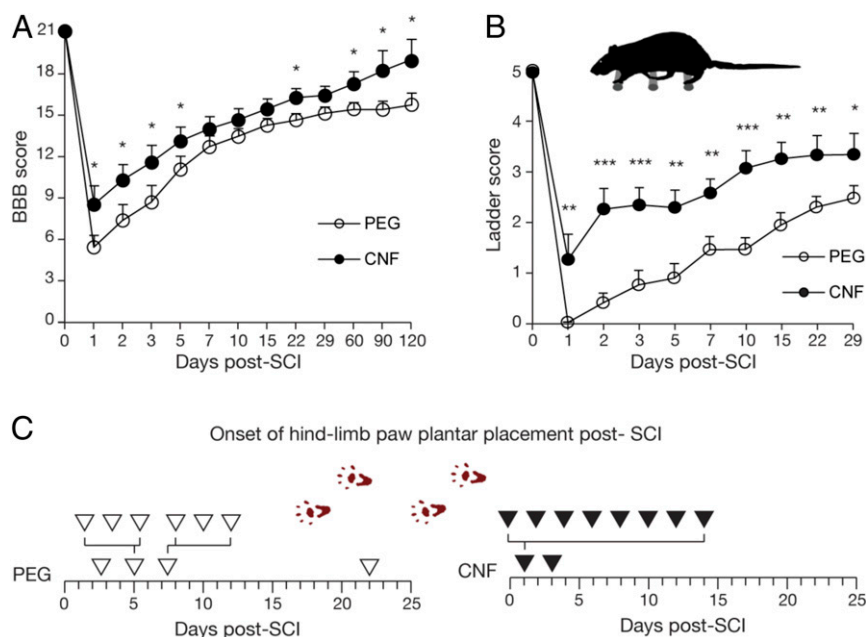 A
21
18
15
12
9
6
3
0
BBB score
* * * * * * * *
PEG
CNF
0 1 2 3 5 7 10 15 22 29 60 90 120
Days post-SCI
B
5
4
3
2
1
0
Ladder score
** *** *** ** ** *** ** ** *
PEG
CNF
0 1 2 3 5 7 10 15 22 29
Days post-SCI
C
Onset of hind-limb paw plantar placement post- SCI
PEG
0 5 10 15 20 25
Days post-SCI
CNF
0 5 10 15 20 25
Days post-SCI